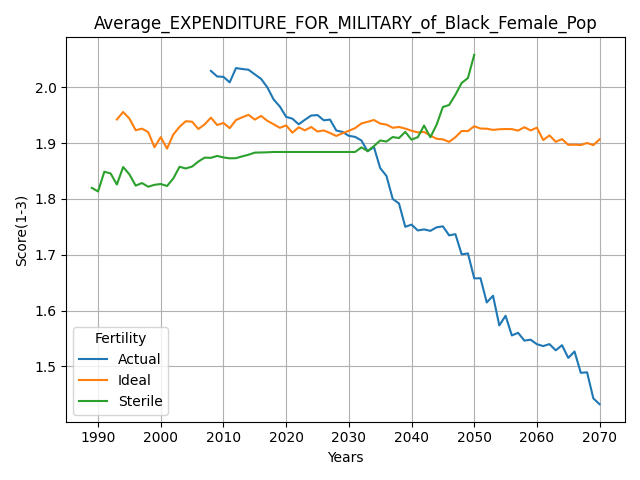 Average_EXPENDITURE_FOR_MILITARY_of_Black_Female_Pop
Score(1-3)
2.0
1.9
1.8
1.7
1.6
1.5
Fertility
Actual
Ideal
Sterile
1990 2000 2010 2020 2030 2040 2050 2060 2070
Years